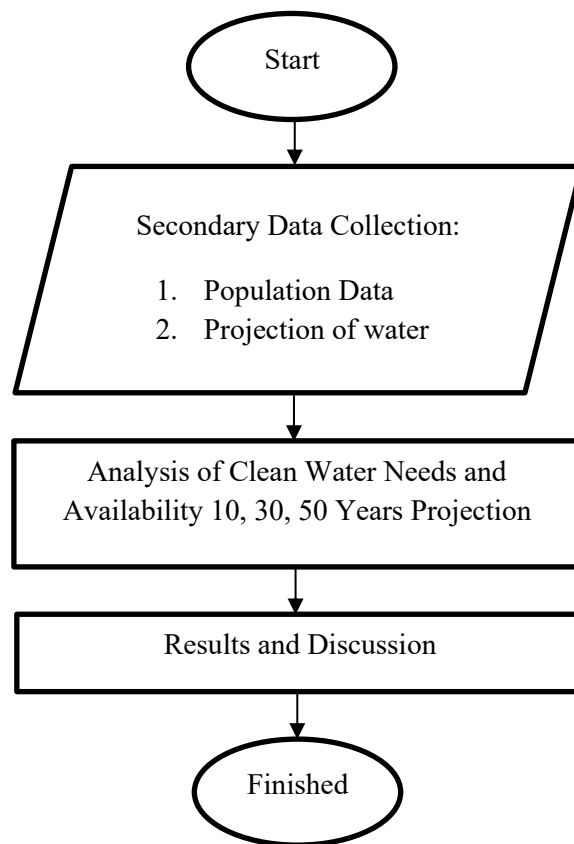 Start
Secondary Data Collection:
1. Population Data
2. Projection of water
Analysis of Clean Water Needs and
Availability 10, 30, 50 Years Projection
Results and Discussion
Finished